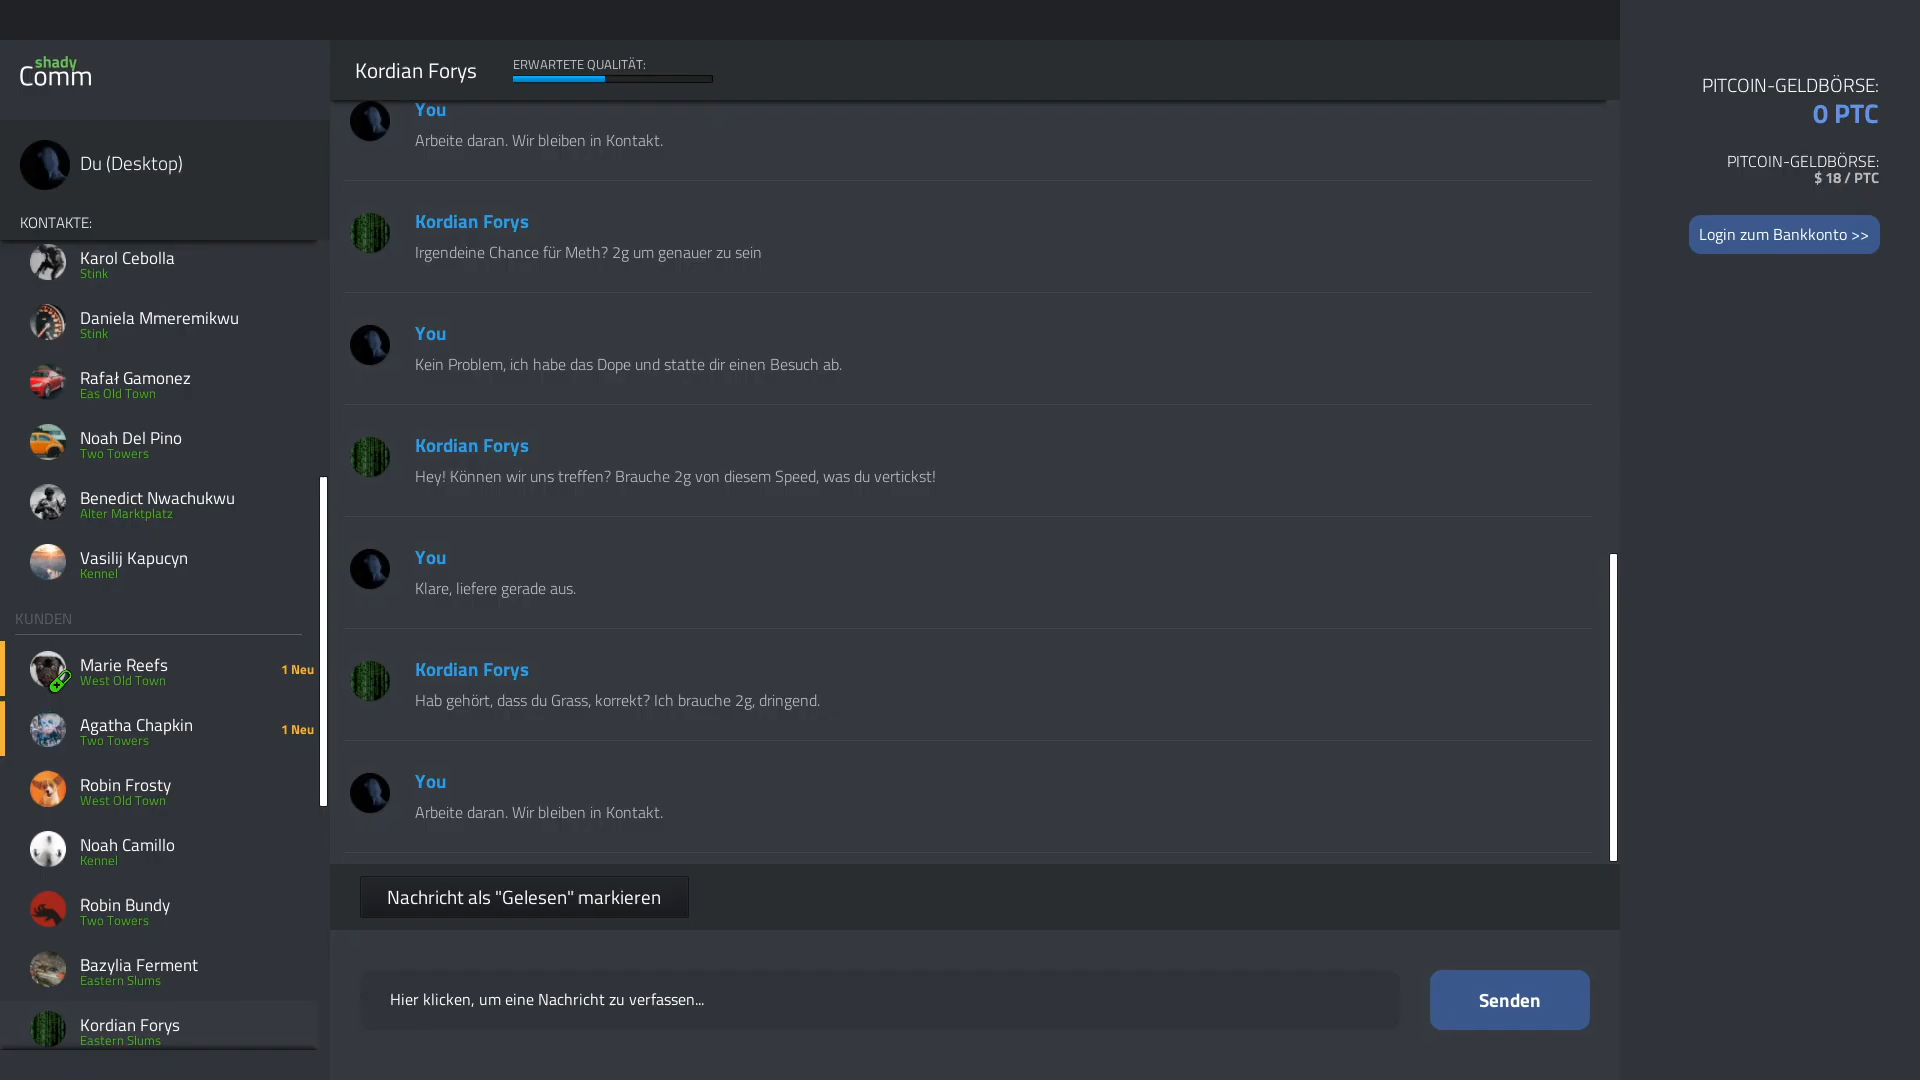 shady
Comm
Du (Desktop)
KONTAKTE:
Karol Cebolla
Stink
Daniela Mmeremikwu
Stink
Rafał Gamonez
Eas Old Town
Noah Del Pino
Two Towers
Benedict Nwachukwu
Alter Marktplatz
Vasilij Kapucyn
Kennel
KUNDEN
Marie Reefs
1 Neu
West Old Town
Agatha Chapkin
1 Neu
Two Towers
Robin Frosty
West Old Town
Noah Camillo
Kennel
Robin Bundy
Two Towers
Bazylia Ferment
Eastern Slums
Kordian Forys
Eastern Slums
Kordian Forys
ERWARTETE QUALITÄT:
You
Arbeite daran. Wir bleiben in Kontakt.
Kordian Forys
Irgendeine Chance für Meth? 2g um genauer zu sein
You
Kein Problem, ich habe das Dope und statte dir einen Besuch ab.
Kordian Forys
Hey! Können wir uns treffen? Brauche 2g von diesem Speed, was du vertickst!
You
Klare, liefere gerade aus.
Kordian Forys
Hab gehört, dass du Grass, korrekt? Ich brauche 2g, dringend.
You
Arbeite daran. Wir bleiben in Kontakt.
Nachricht als "Gelesen" markieren
Hier klicken, um eine Nachricht zu verfassen...
Senden
PITCOIN-GELDBÖRSE:
0 PTC
PITCOIN-GELDBÖRSE:
$ 18 / PTC
Login zum Bankkonto >>